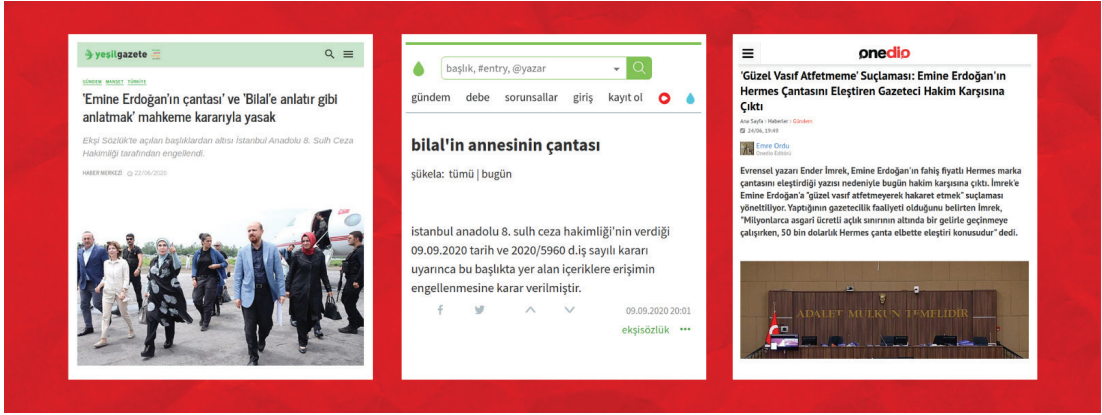 yeşilgazete
GÜNDEM MANŞET TÜRKİYE
'Emine Erdoğan'ın çantası' ve 'Bilal'e anlatır gibi
anlatmak' mahkeme kararıyla yasak
Ekşi Sözlük'te açılan başlıklardan altısı İstanbul Anadolu 8. Sulh Ceza
Hakimliği tarafından engellendi.
HABER MERKEZİ 22/06/2020
başlık, #entry, @yazar
gündem debe sorunsallar giriş kayıt ol
bilal'in annesinin çantası
şükela: tümü | bugün
istanbul anadolu 8. sulh ceza hakimliği'nin verdiği
09.09.2020 tarih ve 2020/5960 d.iş sayılı kararı
uyarınca bu başlıkta yer alan içeriklere erişimin
engellenmesine karar verilmiştir.
09.09.2020 20:01
ekşisözlük
onedio
'Güzel Vasıf Atfetmeme' Suçlaması: Emine Erdoğan'ın
Hermes Çantasını Eleştiren Gazeteci Hakim Karşısına
Çıktı
Ana Sayfa › Haberler › Gündem
24/06, 19:49
Emre Ordu
Onedio Editörü
Evrensel yazarı Ender İmrek, Emine Erdoğan'ın fahiş fiyatlı Hermes marka
çantasını eleştirdiği yazısı nedeniyle bugün hakim karşısına çıktı. İmrek'e
Emine Erdoğan'a "güzel vasıf atfetmeyerek hakaret etmek" suçlaması
yöneltiliyor. Yaptığının gazetecilik faaliyeti olduğunu belirten İmrek,
"Milyonlarca asgari ücretli açlık sınırının altında bir gelirle geçinmeye
çalışırken, 50 bin dolarlık Hermes çanta elbette eleştiri konusudur" dedi.
ADALET MÜLKÜN TEMELİDİR